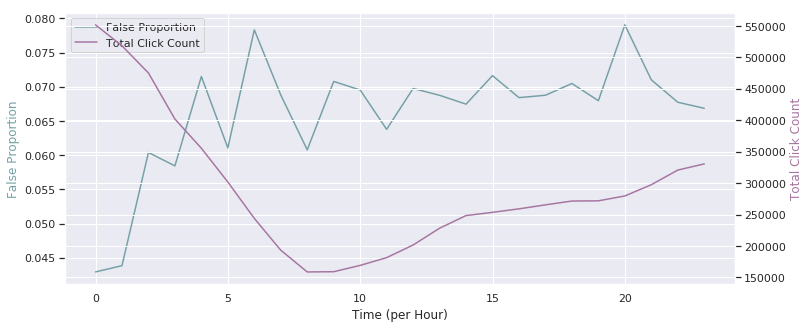 False Proportion
Total Click Count
0.080
0.075
0.070
0.065
0.060
0.055
0.050
0.045
False Proportion
550000
500000
450000
400000
350000
300000
250000
200000
150000
Total Click Count
0 5 10 15 20
Time (per Hour)